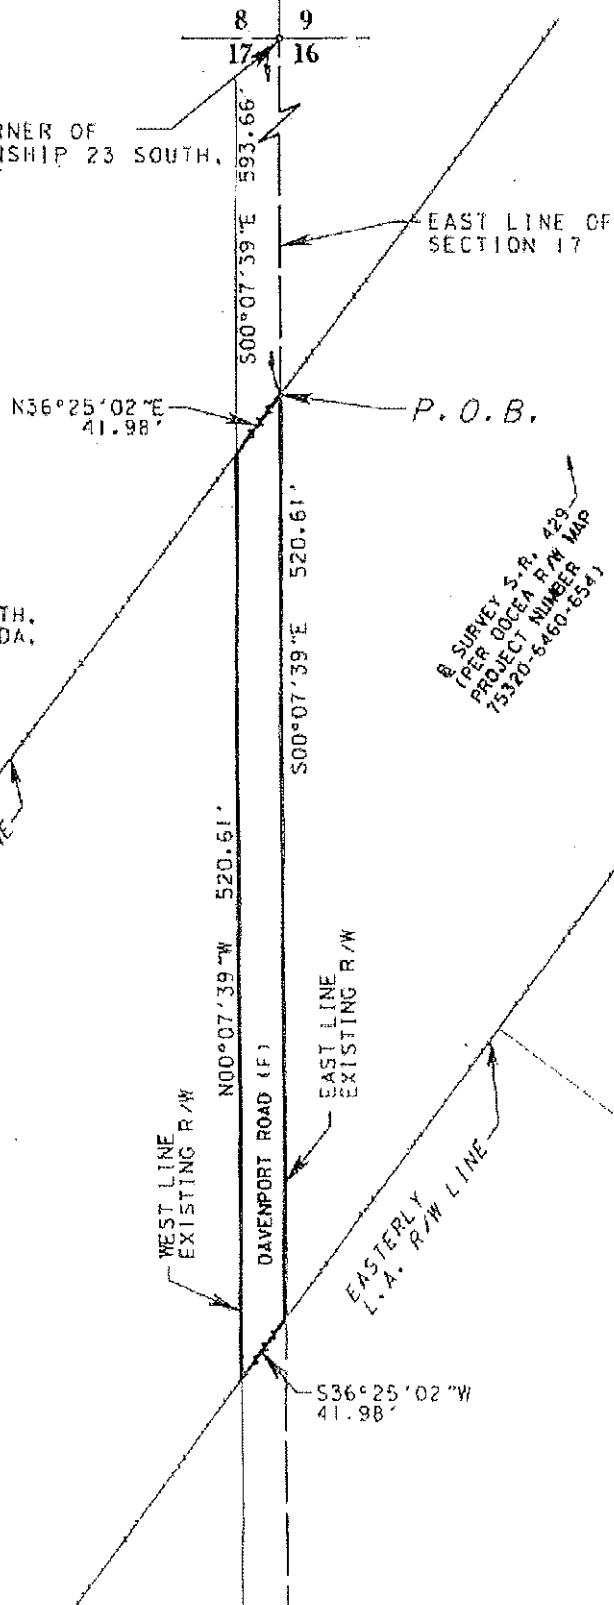 8 9
17 16
RNER OF
NSHIP 23 SOUTH,
S00°07'39"E 593.66'
EAST LINE OF
SECTION 17
N36°25'02"E
41.98'
P.O.B.
S00°07'39"E 520.61'
℄ SURVEY S.R. 429
(PER OOCEA R/W MAP
PROJECT NUMBER
75320-6460-654)
TH,
DA,
N00°07'39"W 520.61'
EAST LINE
EXISTING R/W
DAVENPORT ROAD (F)
WEST LINE
EXISTING R/W
EASTERLY
L.A. R/W LINE
S36°25'02"W
41.98'